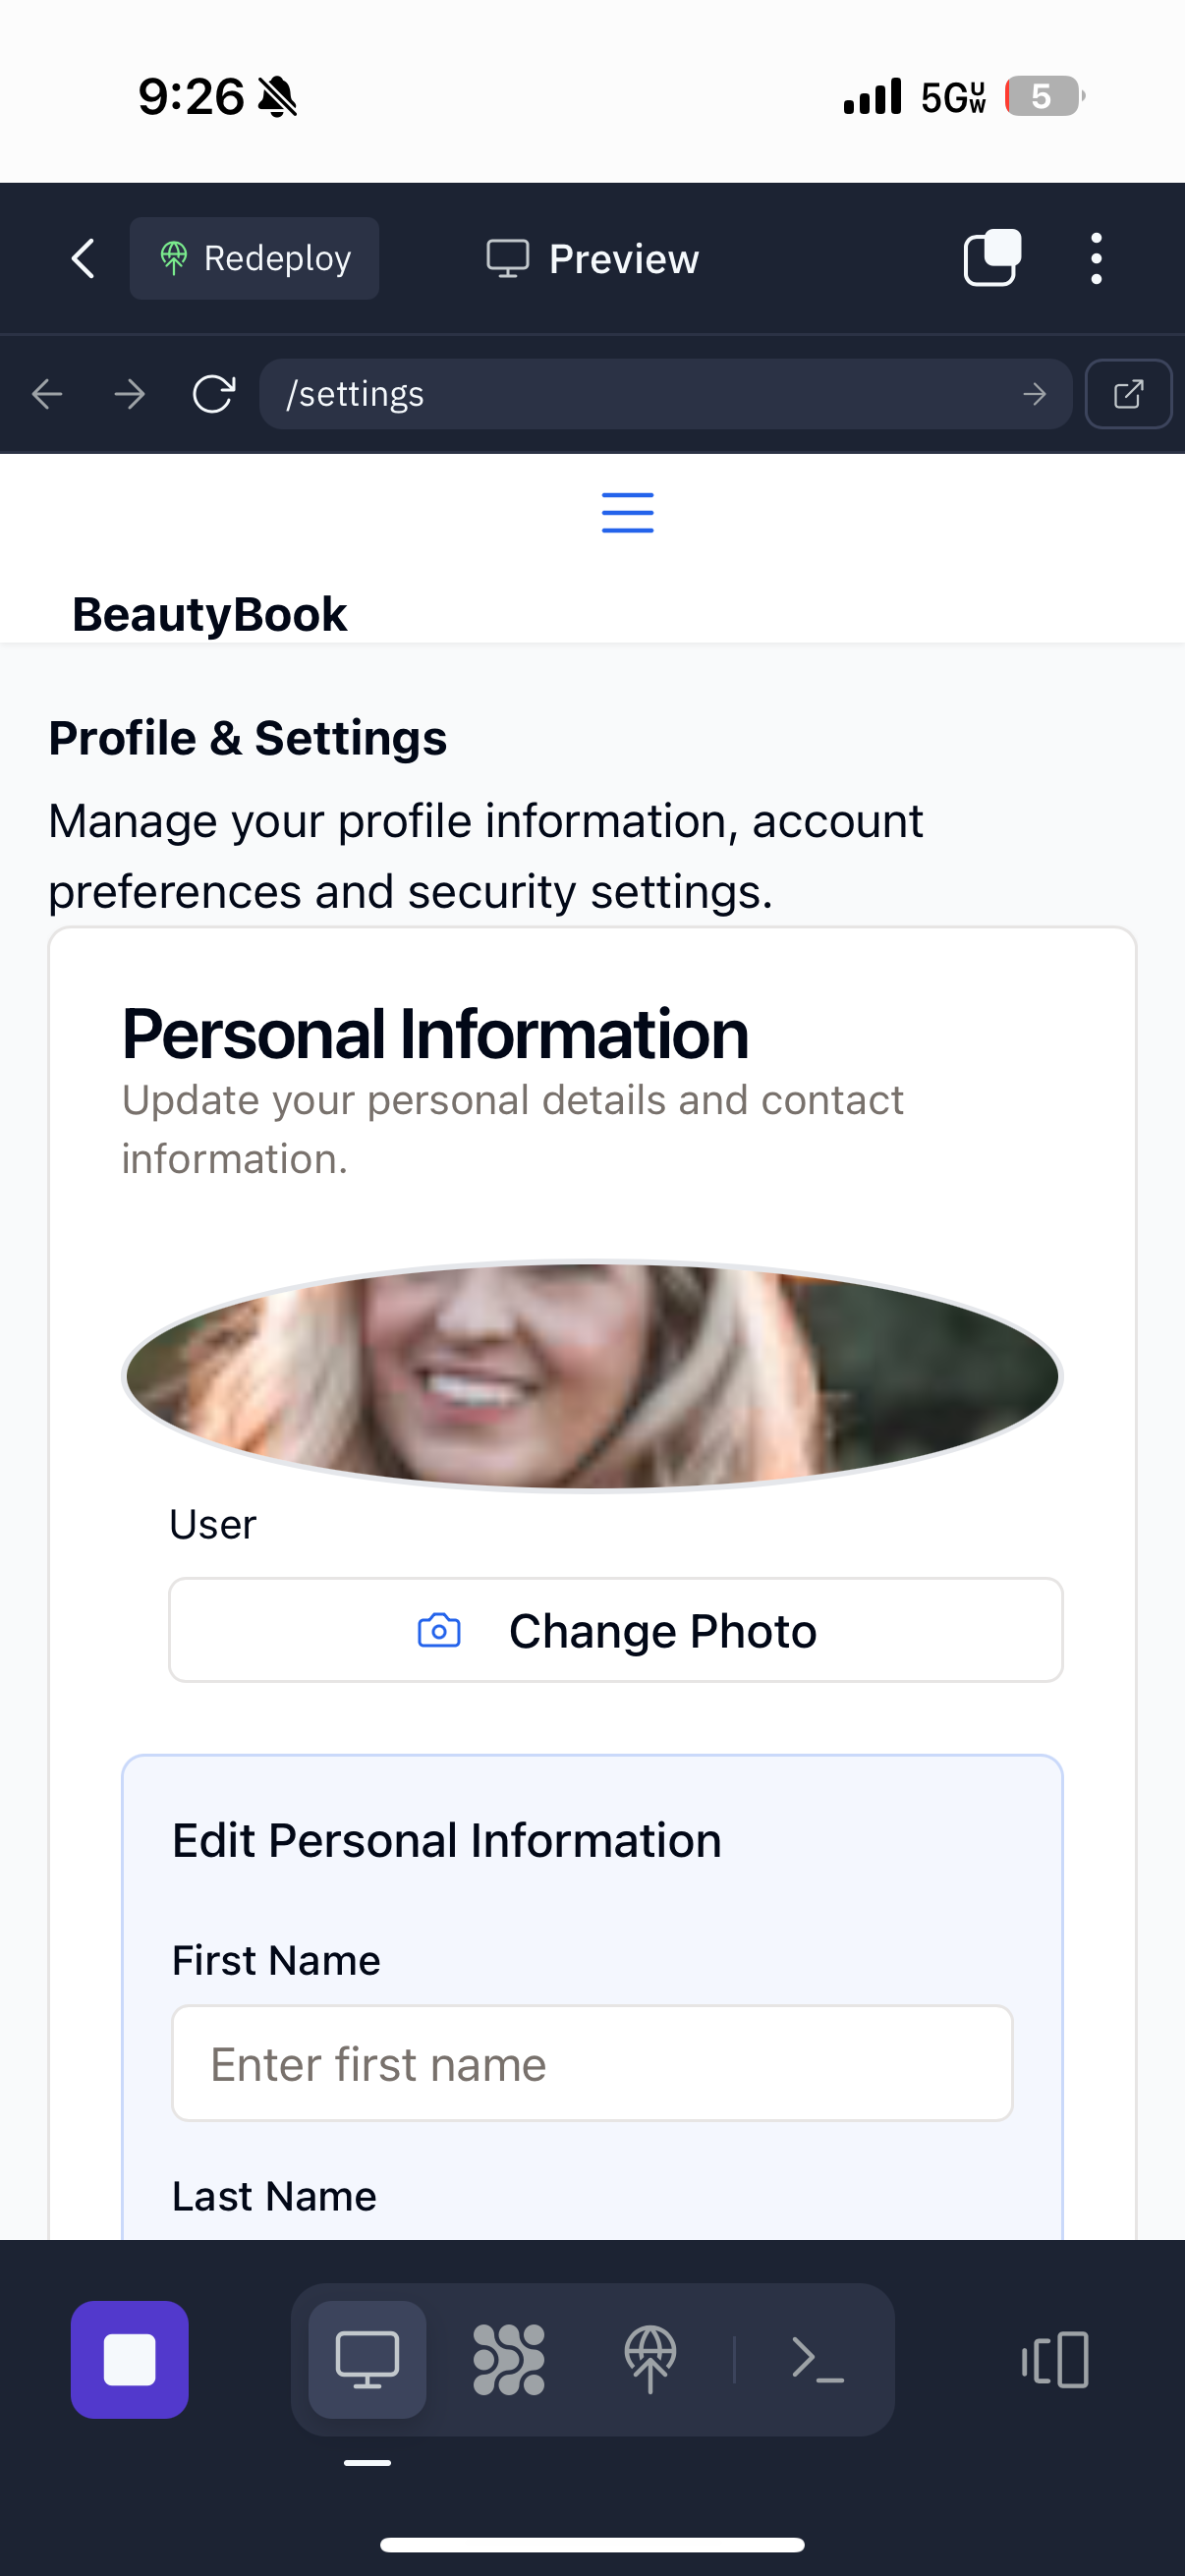 9:26
5G UW
5
Redeploy
Preview
/settings
BeautyBook
Profile & Settings
Manage your profile information, account
preferences and security settings.
Personal Information
Update your personal details and contact
information.
User
Change Photo
Edit Personal Information
First Name
Enter first name
Last Name